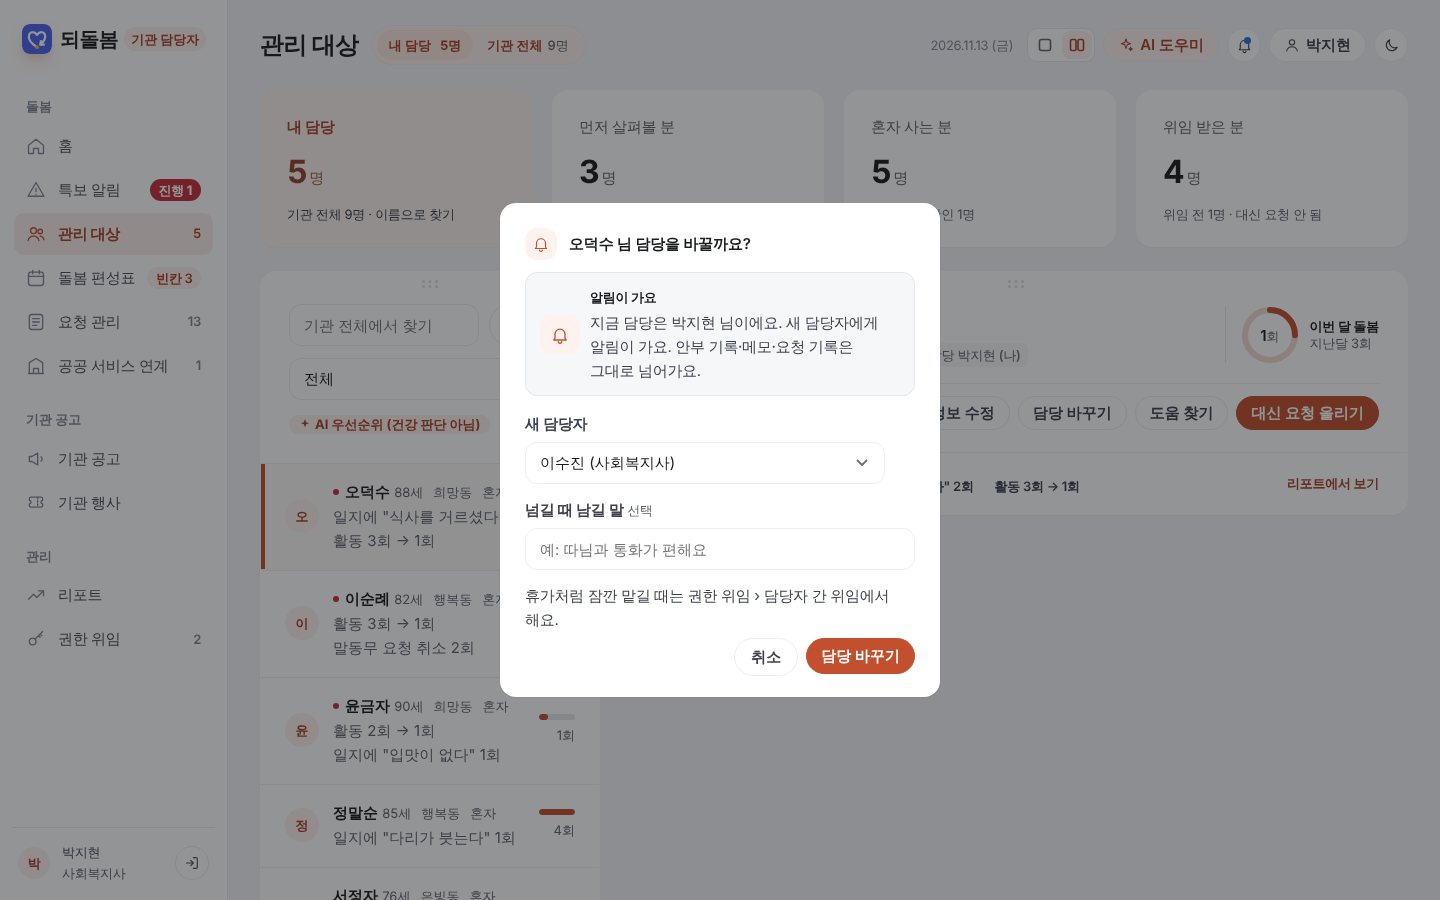 되돌봄 기관 담당자
돌봄
홈
특보 알림 진행 1
관리 대상 5
돌봄 편성표 빈칸 3
요청 관리 13
공공 서비스 연계 1
기관 공고
기관 공고
기관 행사
관리
리포트
권한 위임 2
박 박지현
사회복지사
관리 대상 내 담당 5명 기관 전체 9명
2026.11.13 (금) AI 도우미 박지현
내 담당
5명
기관 전체 9명 · 이름으로 찾기
먼저 살펴볼 분
3명
혼자 사는 분
5명
인 1명
위임 받은 분
4명
위임 전 1명 · 대신 요청 안 됨
기관 전체에서 찾기
전체
AI 우선순위 (건강 판단 아님)
오 오덕수 88세 희망동
일지에 "식사를 거르셨다
활동 3회 → 1회
이 이순례 82세 행복동
활동 3회 → 1회
말동무 요청 취소 2회
윤 윤금자 90세 희망동 혼자
활동 2회 → 1회
일지에 "입맛이 없다" 1회
1회
정 정말순 85세 행복동 혼자
일지에 "다리가 붓는다" 1회
4회
서정자 76세 은빛동 혼자
박지현 (나)
1회 이번 달 돌봄
지난달 3회
수정 담당 바꾸기 도움 찾기 대신 요청 올리기
2회 활동 3회 → 1회 리포트에서 보기
오덕수 님 담당을 바꿀까요?
알림이 가요
지금 담당은 박지현 님이에요. 새 담당자에게
알림이 가요. 안부 기록·메모·요청 기록은
그대로 넘어가요.
새 담당자
이수진 (사회복지사)
넘길 때 남길 말 선택
예: 따님과 통화가 편해요
휴가처럼 잠깐 맡길 때는 권한 위임 › 담당자 간 위임에서
해요.
취소 담당 바꾸기